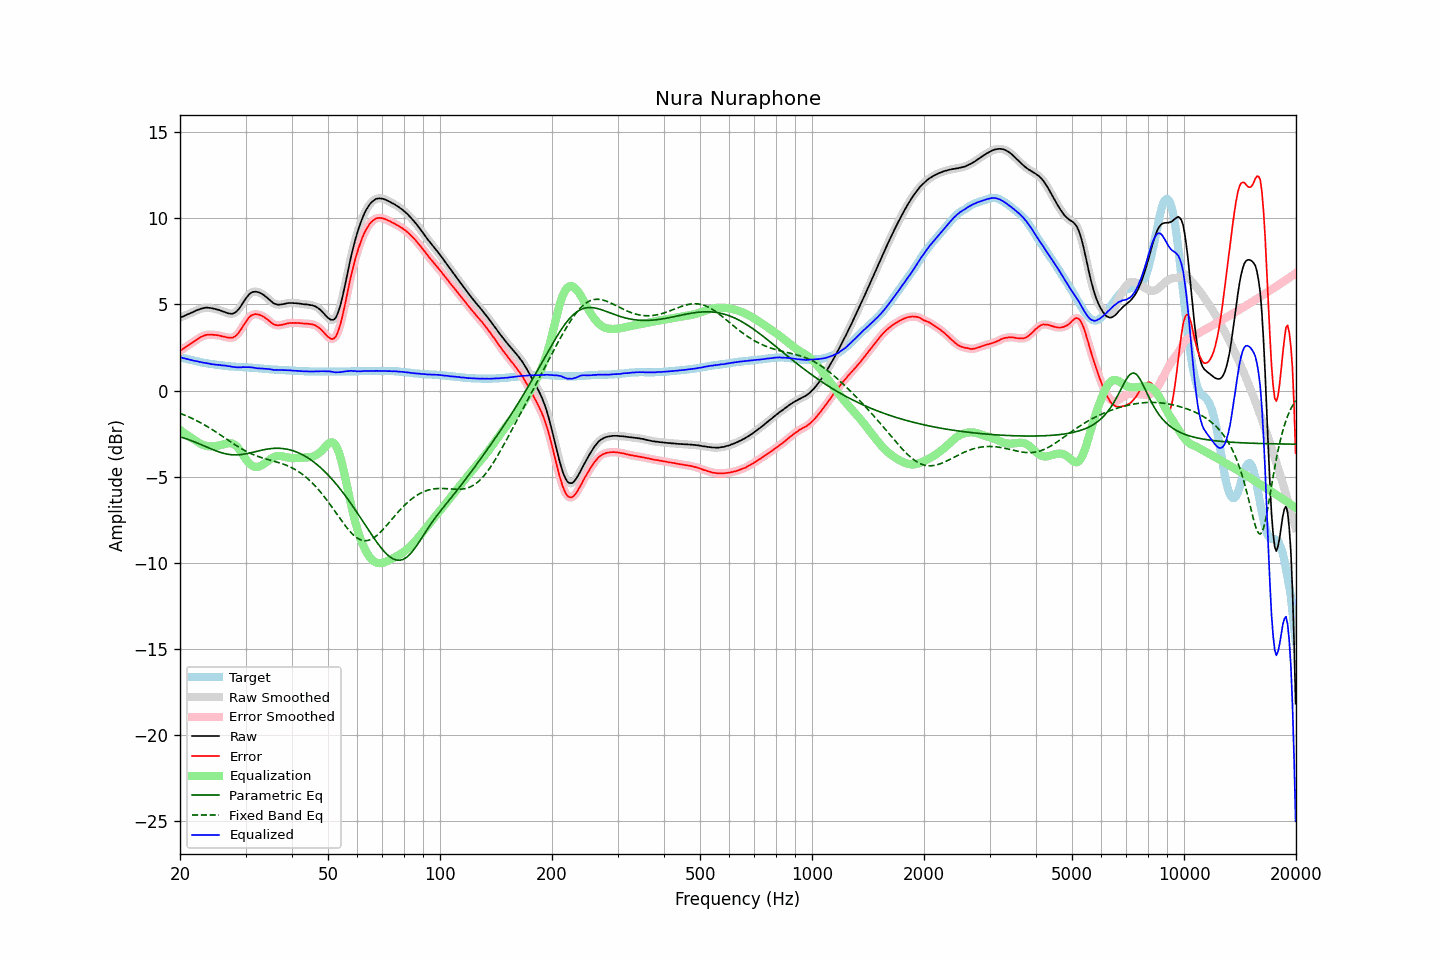 Nura Nuraphone
15
10
5
0
−5
−10
−15
−20
−25
Amplitude (dBr)
Target
Raw Smoothed
Error Smoothed
Raw
Error
Equalization
Parametric Eq
Fixed Band Eq
Equalized
20 50 100 200 500 1000 2000 5000 10000 20000
Frequency (Hz)